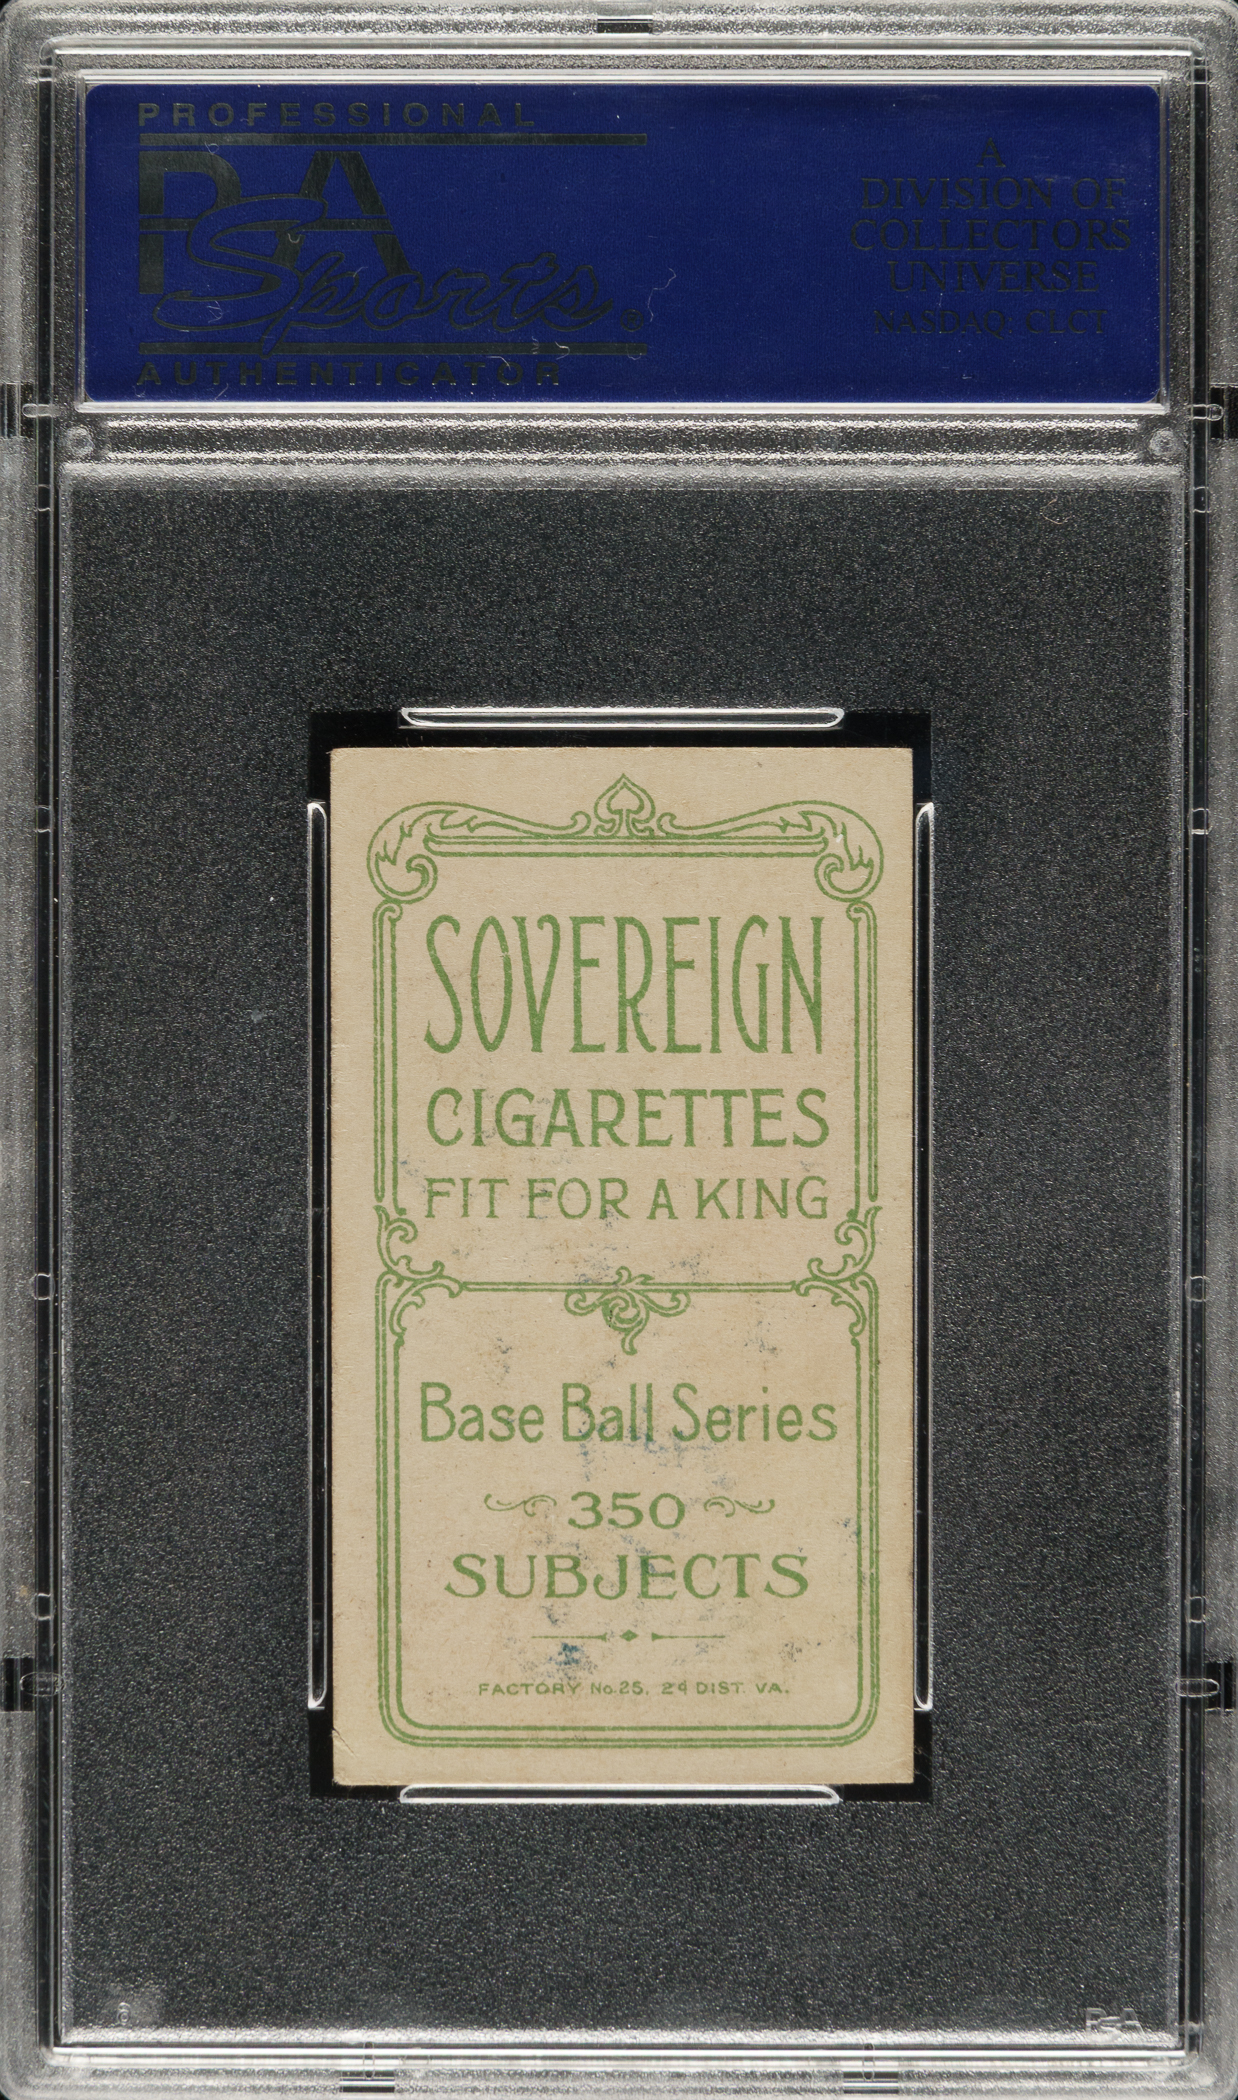 PROFESSIONAL
PSA
Sports®
AUTHENTICATOR
A
DIVISION OF
COLLECTORS
UNIVERSE
NASDAQ: CLCT
SOVEREIGN
CIGARETTES
FIT FOR A KING
Base Ball Series
350
SUBJECTS
FACTORY No. 25, 2d DIST. VA.
PSA